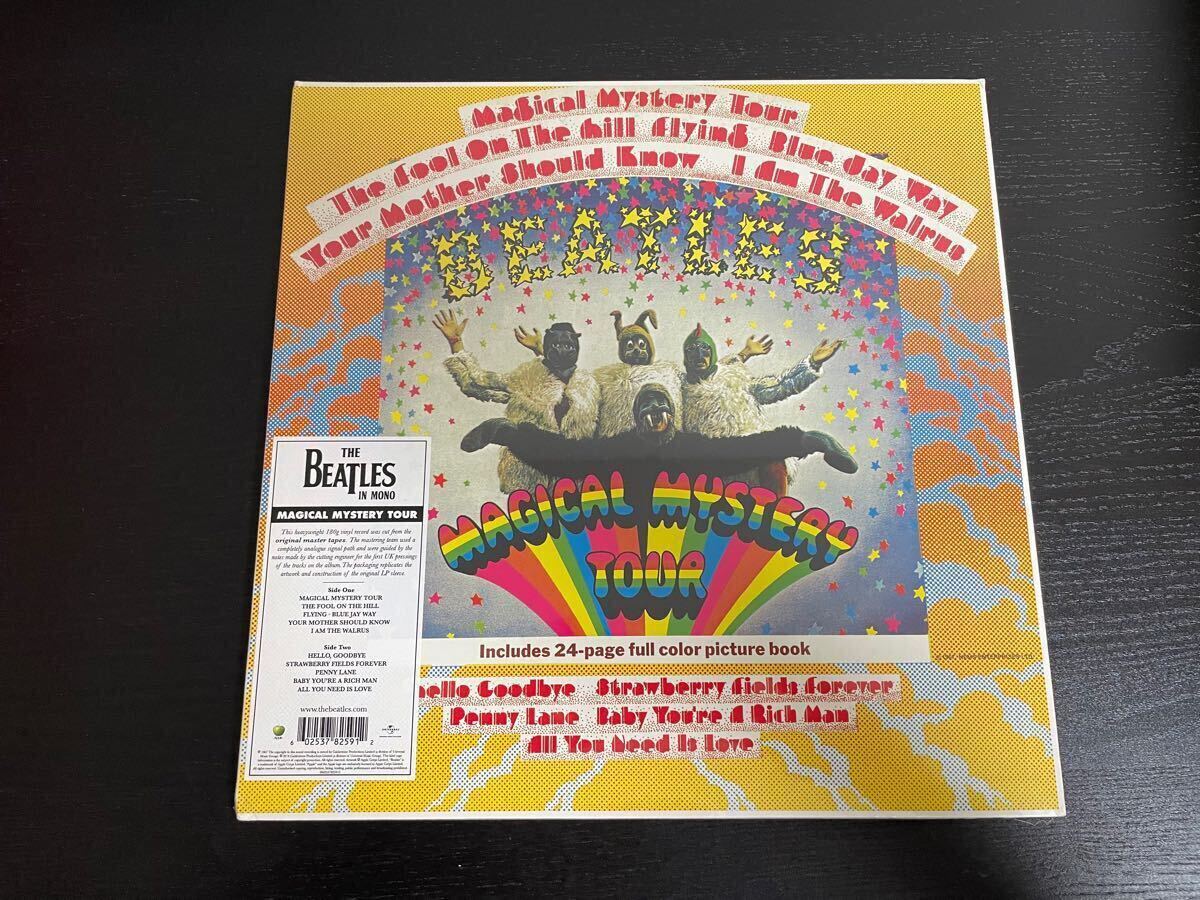 Magical Mystery Tour
The Fool On The Hill Flying Blue Jay Way
Your Mother Should Know I Am The Walrus
BEATLES
MAGICAL MYSTERY
TOUR
Includes 24-page full color picture book
Hello Goodbye Strawberry Fields Forever
Penny Lane Baby You're A Rich Man
All You Need Is Love
THE
BEATLES
IN MONO
MAGICAL MYSTERY TOUR
This heavyweight 180g vinyl record was cut from the
original master tapes. The mastering team used a
completely analogue signal path and were guided by the
notes made by the cutting engineer for the first UK pressings
of the tracks on the album. The packaging replicates the
artwork and construction of the original LP sleeve.
Side One
MAGICAL MYSTERY TOUR
THE FOOL ON THE HILL
FLYING - BLUE JAY WAY
YOUR MOTHER SHOULD KNOW
I AM THE WALRUS
Side Two
HELLO, GOODBYE
STRAWBERRY FIELDS FOREVER
PENNY LANE
BABY YOU'RE A RICH MAN
ALL YOU NEED IS LOVE
www.thebeatles.com
6 02537 82591 2